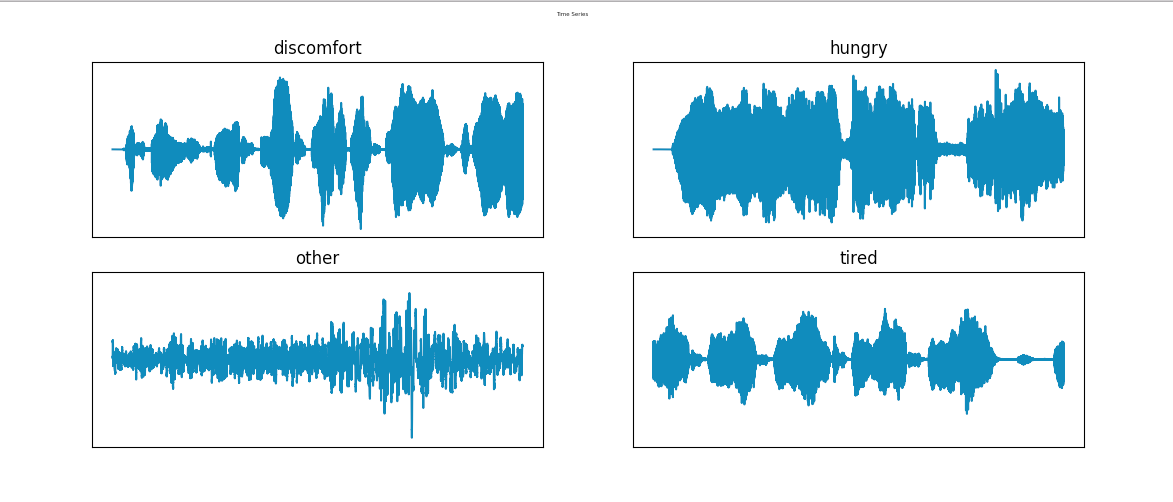 Time Series
discomfort
hungry
other
tired